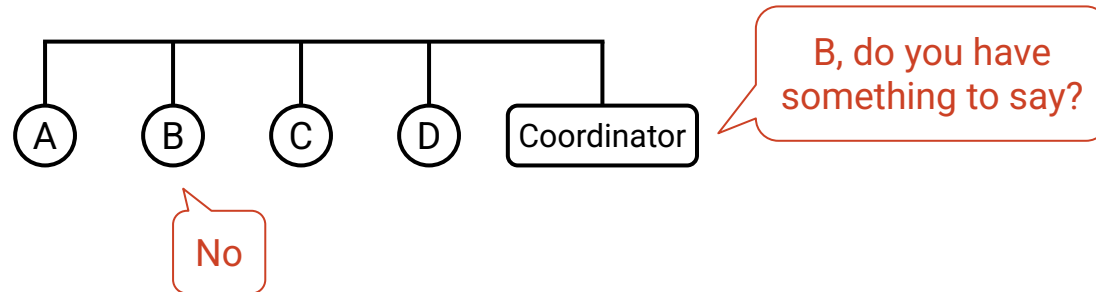 B, do you have
something to say?
A
B
C
D
Coordinator
No